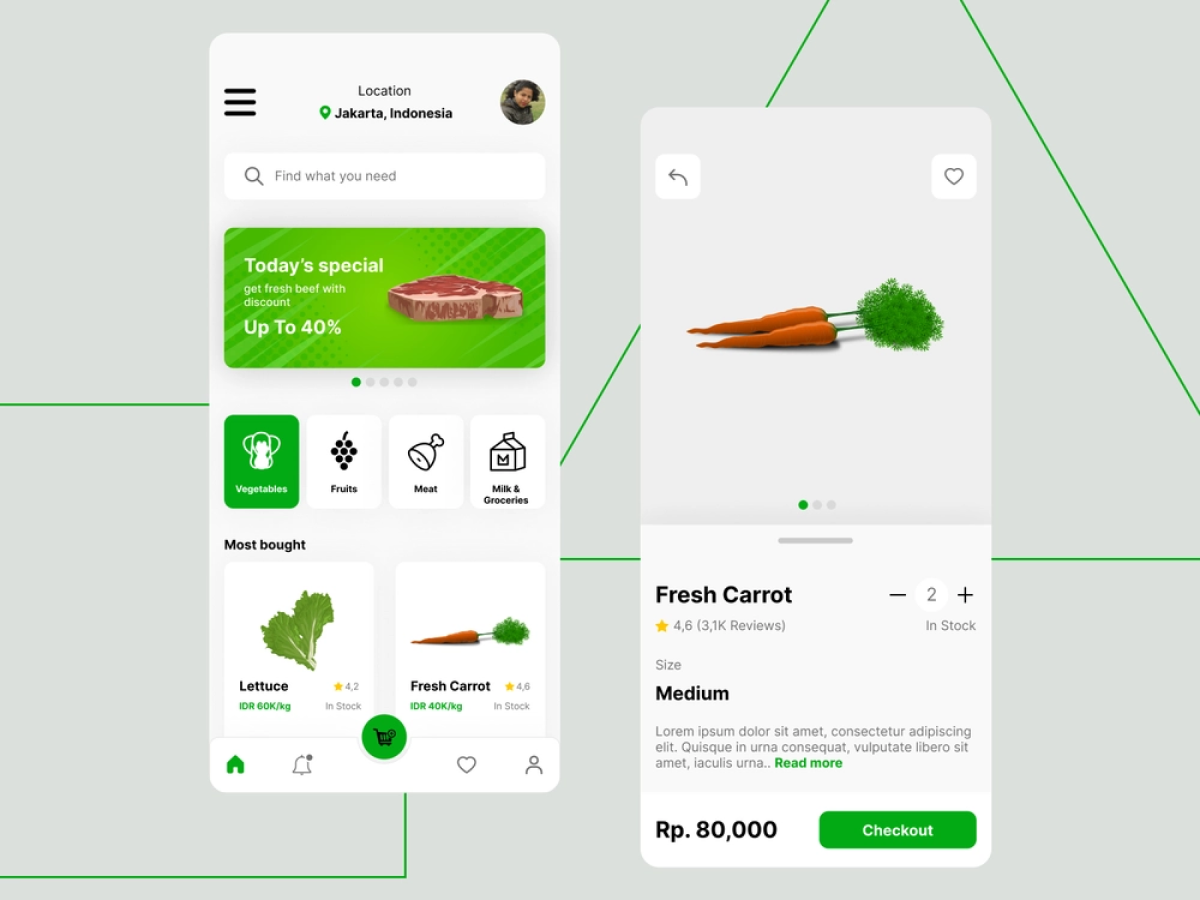 Location
Jakarta, Indonesia
Find what you need
Today's special
get fresh beef with
discount
Up To 40%
Vegetables
Fruits
Meat
Milk &
Groceries
Most bought
Lettuce
4,2
IDR 60K/kg
In Stock
Fresh Carrot
4,6
IDR 40K/kg
In Stock
Fresh Carrot
2
4,6 (3,1K Reviews)
In Stock
Size
Medium
Lorem ipsum dolor sit amet, consectetur adipiscing
elit. Quisque in urna consequat, vulputate libero sit
amet, iaculis urna.. Read more
Rp. 80,000
Checkout